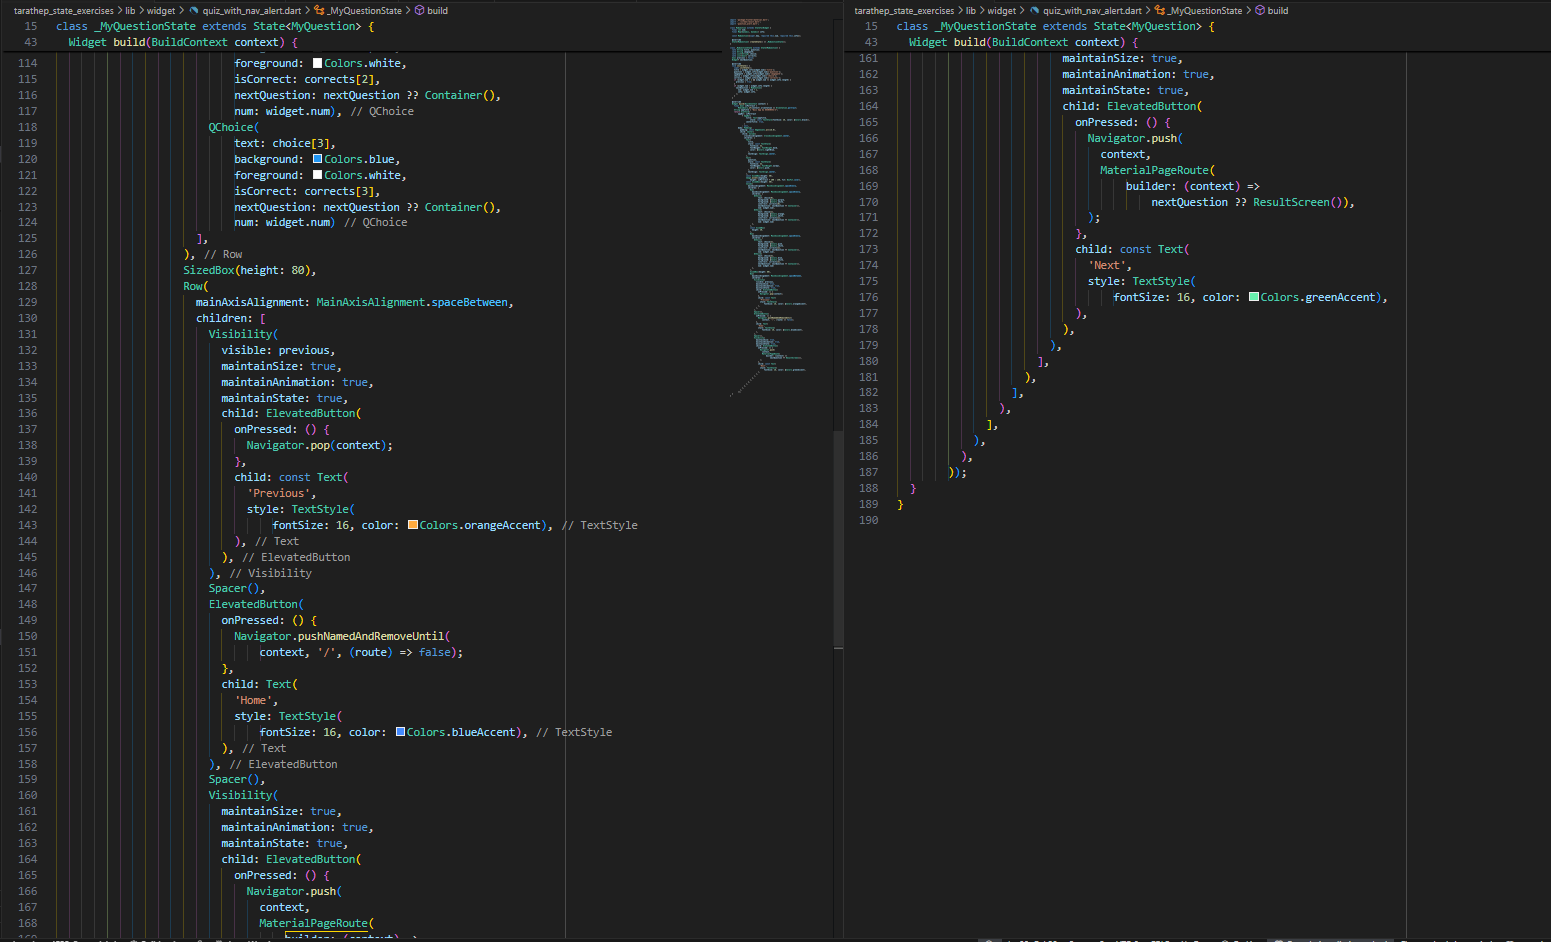 tarathep_state_exercises > lib > widget > quiz_with_nav_alert.dart > _MyQuestionState > build
15 class _MyQuestionState extends State<MyQuestion> {
43 Widget build(BuildContext context) {
114 foreground: Colors.white,
115 isCorrect: corrects[2],
116 nextQuestion: nextQuestion ?? Container(),
117 num: widget.num), // QChoice
118 QChoice(
119 text: choice[3],
120 background: Colors.blue,
121 foreground: Colors.white,
122 isCorrect: corrects[3],
123 nextQuestion: nextQuestion ?? Container(),
124 num: widget.num) // QChoice
125 ],
126 ), // Row
127 SizedBox(height: 80),
128 Row(
129 mainAxisAlignment: MainAxisAlignment.spaceBetween,
130 children: [
131 Visibility(
132 visible: previous,
133 maintainSize: true,
134 maintainAnimation: true,
135 maintainState: true,
136 child: ElevatedButton(
137 onPressed: () {
138 Navigator.pop(context);
139 },
140 child: const Text(
141 'Previous',
142 style: TextStyle(
143 fontSize: 16, color: Colors.orangeAccent), // TextStyle
144 ), // Text
145 ), // ElevatedButton
146 ), // Visibility
147 Spacer(),
148 ElevatedButton(
149 onPressed: () {
150 Navigator.pushNamedAndRemoveUntil(
151 context, '/', (route) => false);
152 },
153 child: Text(
154 'Home',
155 style: TextStyle(
156 fontSize: 16, color: Colors.blueAccent), // TextStyle
157 ), // Text
158 ), // ElevatedButton
159 Spacer(),
160 Visibility(
161 maintainSize: true,
162 maintainAnimation: true,
163 maintainState: true,
164 child: ElevatedButton(
165 onPressed: () {
166 Navigator.push(
167 context,
168 MaterialPageRoute(
tarathep_state_exercises > lib > widget > quiz_with_nav_alert.dart > _MyQuestionState > build
15 class _MyQuestionState extends State<MyQuestion> {
43 Widget build(BuildContext context) {
161 maintainSize: true,
162 maintainAnimation: true,
163 maintainState: true,
164 child: ElevatedButton(
165 onPressed: () {
166 Navigator.push(
167 context,
168 MaterialPageRoute(
169 builder: (context) =>
170 nextQuestion ?? ResultScreen()),
171 );
172 },
173 child: const Text(
174 'Next',
175 style: TextStyle(
176 fontSize: 16, color: Colors.greenAccent),
177 ),
178 ),
179 ),
180 ],
181 ),
182 ],
183 ),
184 ],
185 ),
186 ),
187 ));
188 }
189 }
190